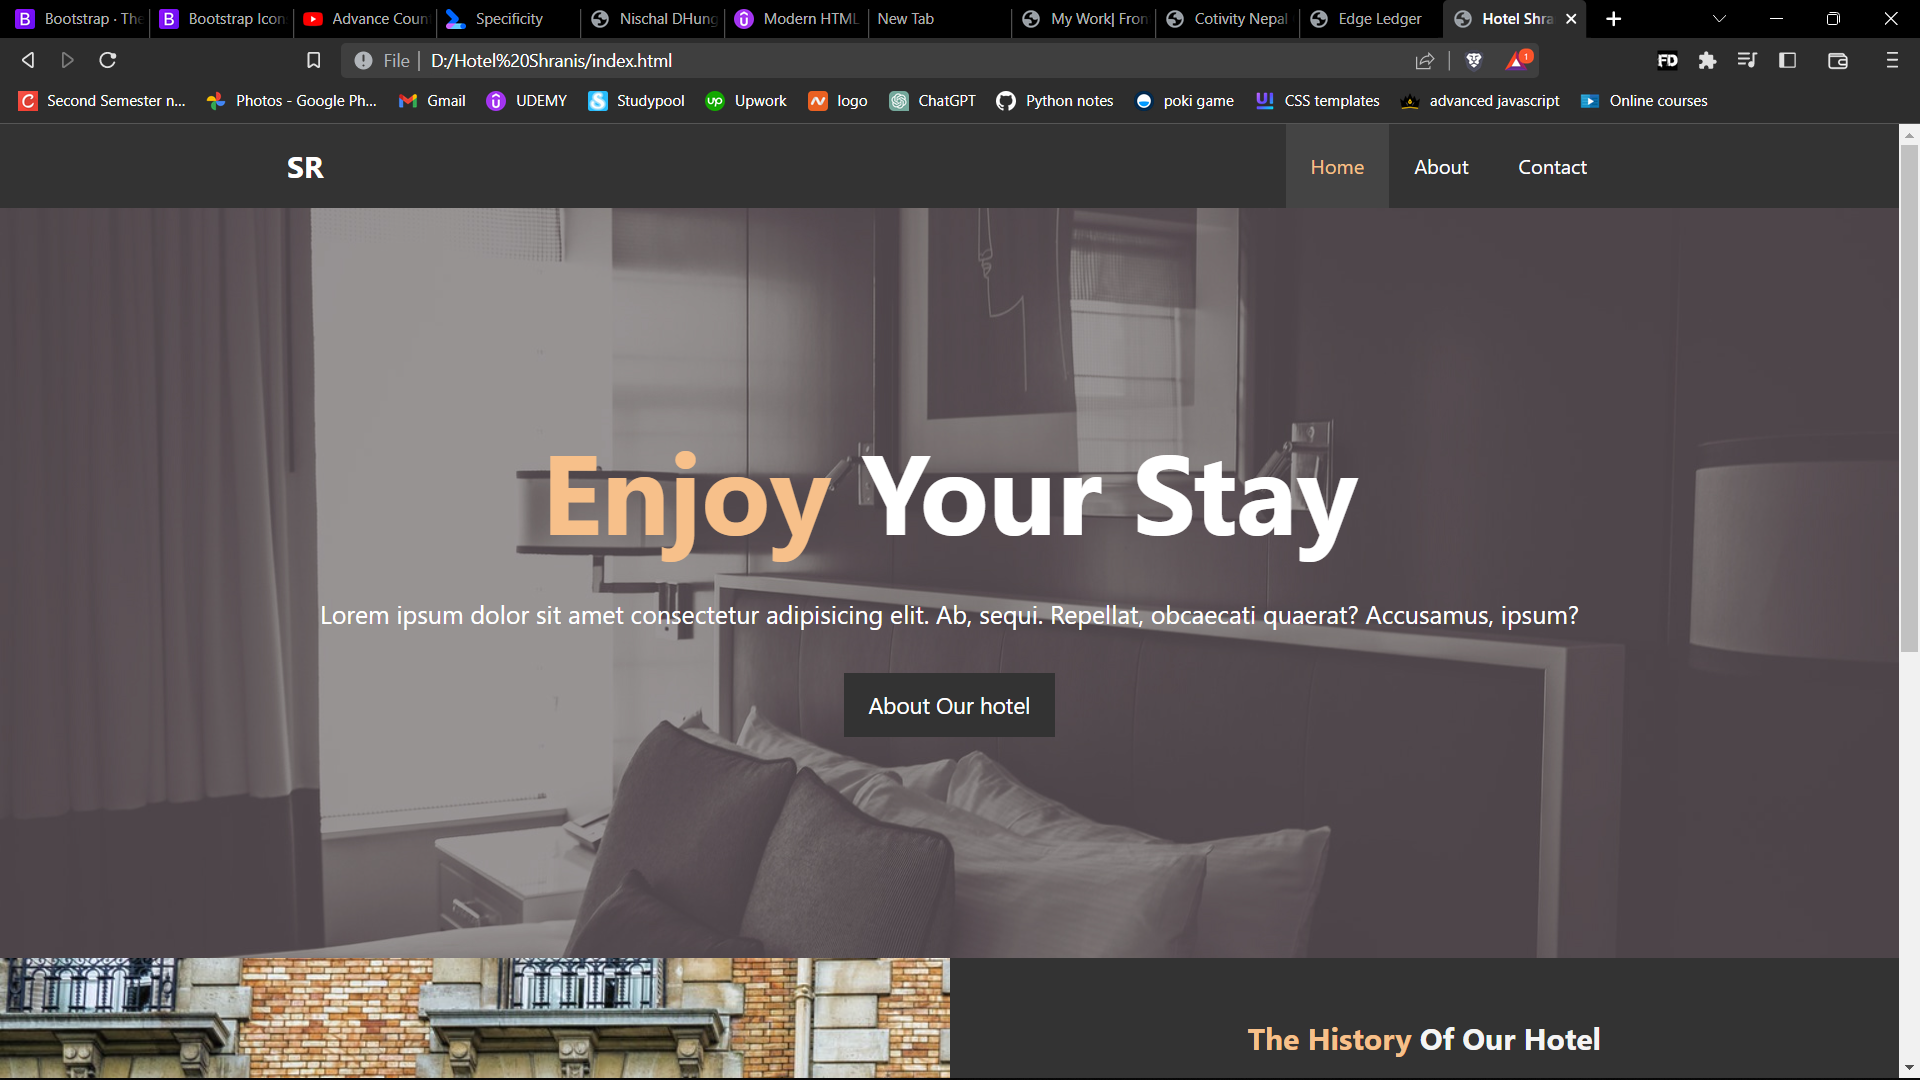 Bootstrap · The
Bootstrap Icon
Advance Coun
Specificity
Nischal DHung
Modern HTML
New Tab
My Work| Fron
Cotivity Nepal
Edge Ledger
Hotel Shra
File
D:/Hotel%20Shranis/index.html
1
FD
Second Semester n...
Photos - Google Ph...
Gmail
UDEMY
Studypool
Upwork
logo
ChatGPT
Python notes
poki game
CSS templates
advanced javascript
Online courses
SR
Home
About
Contact
Enjoy Your Stay
Lorem ipsum dolor sit amet consectetur adipisicing elit. Ab, sequi. Repellat, obcaecati quaerat? Accusamus, ipsum?
About Our hotel
The History Of Our Hotel